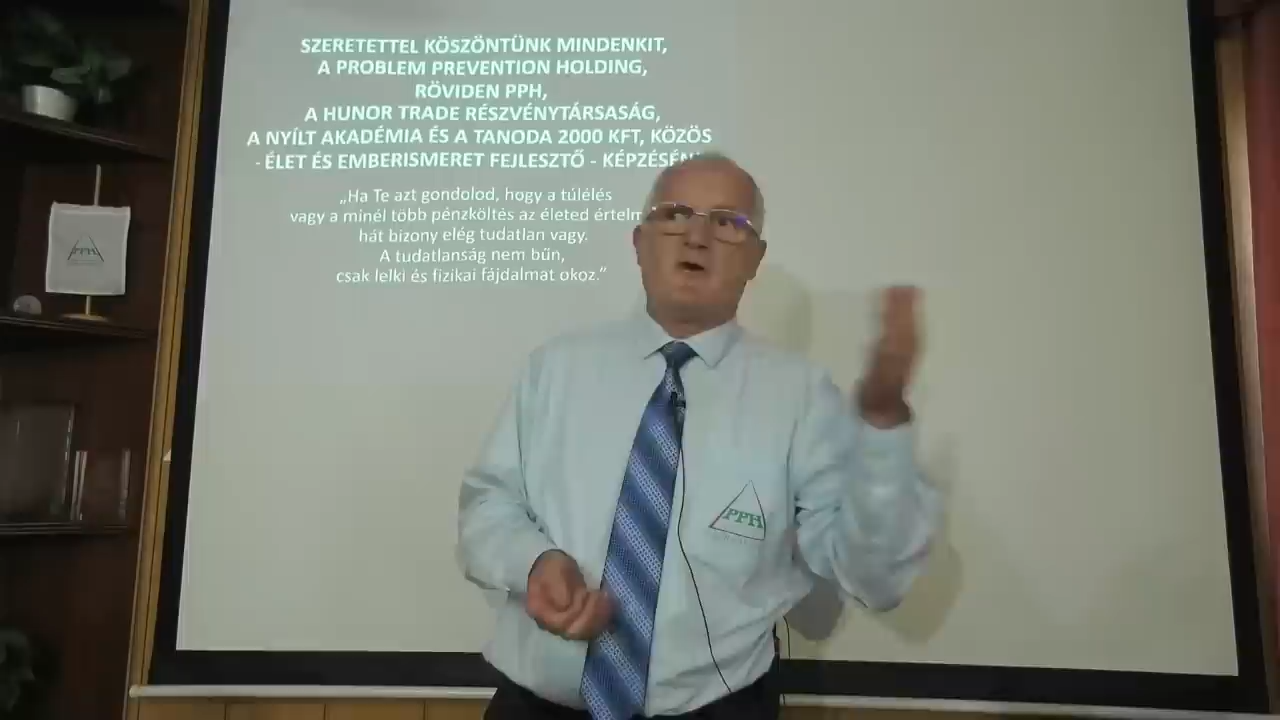 SZERETETTEL KÖSZÖNTÜNK MINDENKIT,
A PROBLEM PREVENTION HOLDING,
RÖVIDEN PPH,
A HUNOR TRADE RÉSZVÉNYTÁRSASÁG,
A NYÍLT AKADÉMIA ÉS A TANODA 2000 KFT, KÖZÖS
- ÉLET ÉS EMBERISMERET FEJLESZTŐ -
„Ha Te azt gondolod, hogy a túlélés
vagy a minél több pénzköltés az életed
hát bizony elég tudatlan vagy.
A tudatlanság nem bűn,
csak lelki és fizikai fájdalmat okoz.”
PPH
PPH